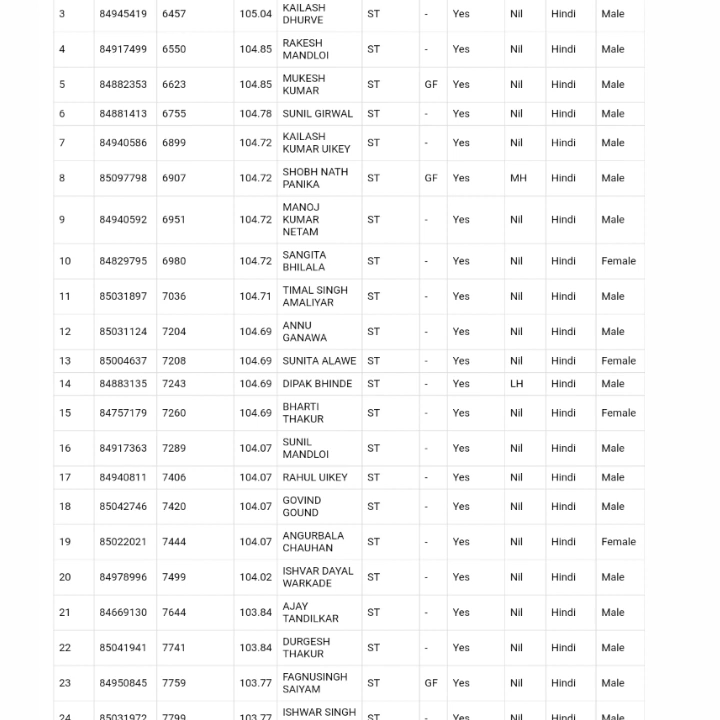 3 84945419 6457 105.04 KAILASH DHURVE ST - Yes Nil Hindi Male
4 84917499 6550 104.85 RAKESH MANDLOI ST - Yes Nil Hindi Male
5 84882353 6623 104.85 MUKESH KUMAR ST GF Yes Nil Hindi Male
6 84881413 6755 104.78 SUNIL GIRWAL ST - Yes Nil Hindi Male
7 84940586 6899 104.72 KAILASH KUMAR UIKEY ST - Yes Nil Hindi Male
8 85097798 6907 104.72 SHOBH NATH PANIKA ST GF Yes MH Hindi Male
9 84940592 6951 104.72 MANOJ KUMAR NETAM ST - Yes Nil Hindi Male
10 84829795 6980 104.72 SANGITA BHILALA ST - Yes Nil Hindi Female
11 85031897 7036 104.71 TIMAL SINGH AMALIYAR ST - Yes Nil Hindi Male
12 85031124 7204 104.69 ANNU GANAWA ST - Yes Nil Hindi Male
13 85004637 7208 104.69 SUNITA ALAWE ST - Yes Nil Hindi Female
14 84883135 7243 104.69 DIPAK BHINDE ST - Yes LH Hindi Male
15 84757179 7260 104.69 BHARTI THAKUR ST - Yes Nil Hindi Female
16 84917363 7289 104.07 SUNIL MANDLOI ST - Yes Nil Hindi Male
17 84940811 7406 104.07 RAHUL UIKEY ST - Yes Nil Hindi Male
18 85042746 7420 104.07 GOVIND GOUND ST - Yes Nil Hindi Male
19 85022021 7444 104.07 ANGURBALA CHAUHAN ST - Yes Nil Hindi Female
20 84978996 7499 104.02 ISHVAR DAYAL WARKADE ST - Yes Nil Hindi Male
21 84669130 7644 103.84 AJAY TANDILKAR ST - Yes Nil Hindi Male
22 85041941 7741 103.84 DURGESH THAKUR ST - Yes Nil Hindi Male
23 84950845 7759 103.77 FAGNUSINGH SAIYAM ST GF Yes Nil Hindi Male
24 85031972 7799 103.77 ISHWAR SINGH ST - Yes Nil Hindi Male